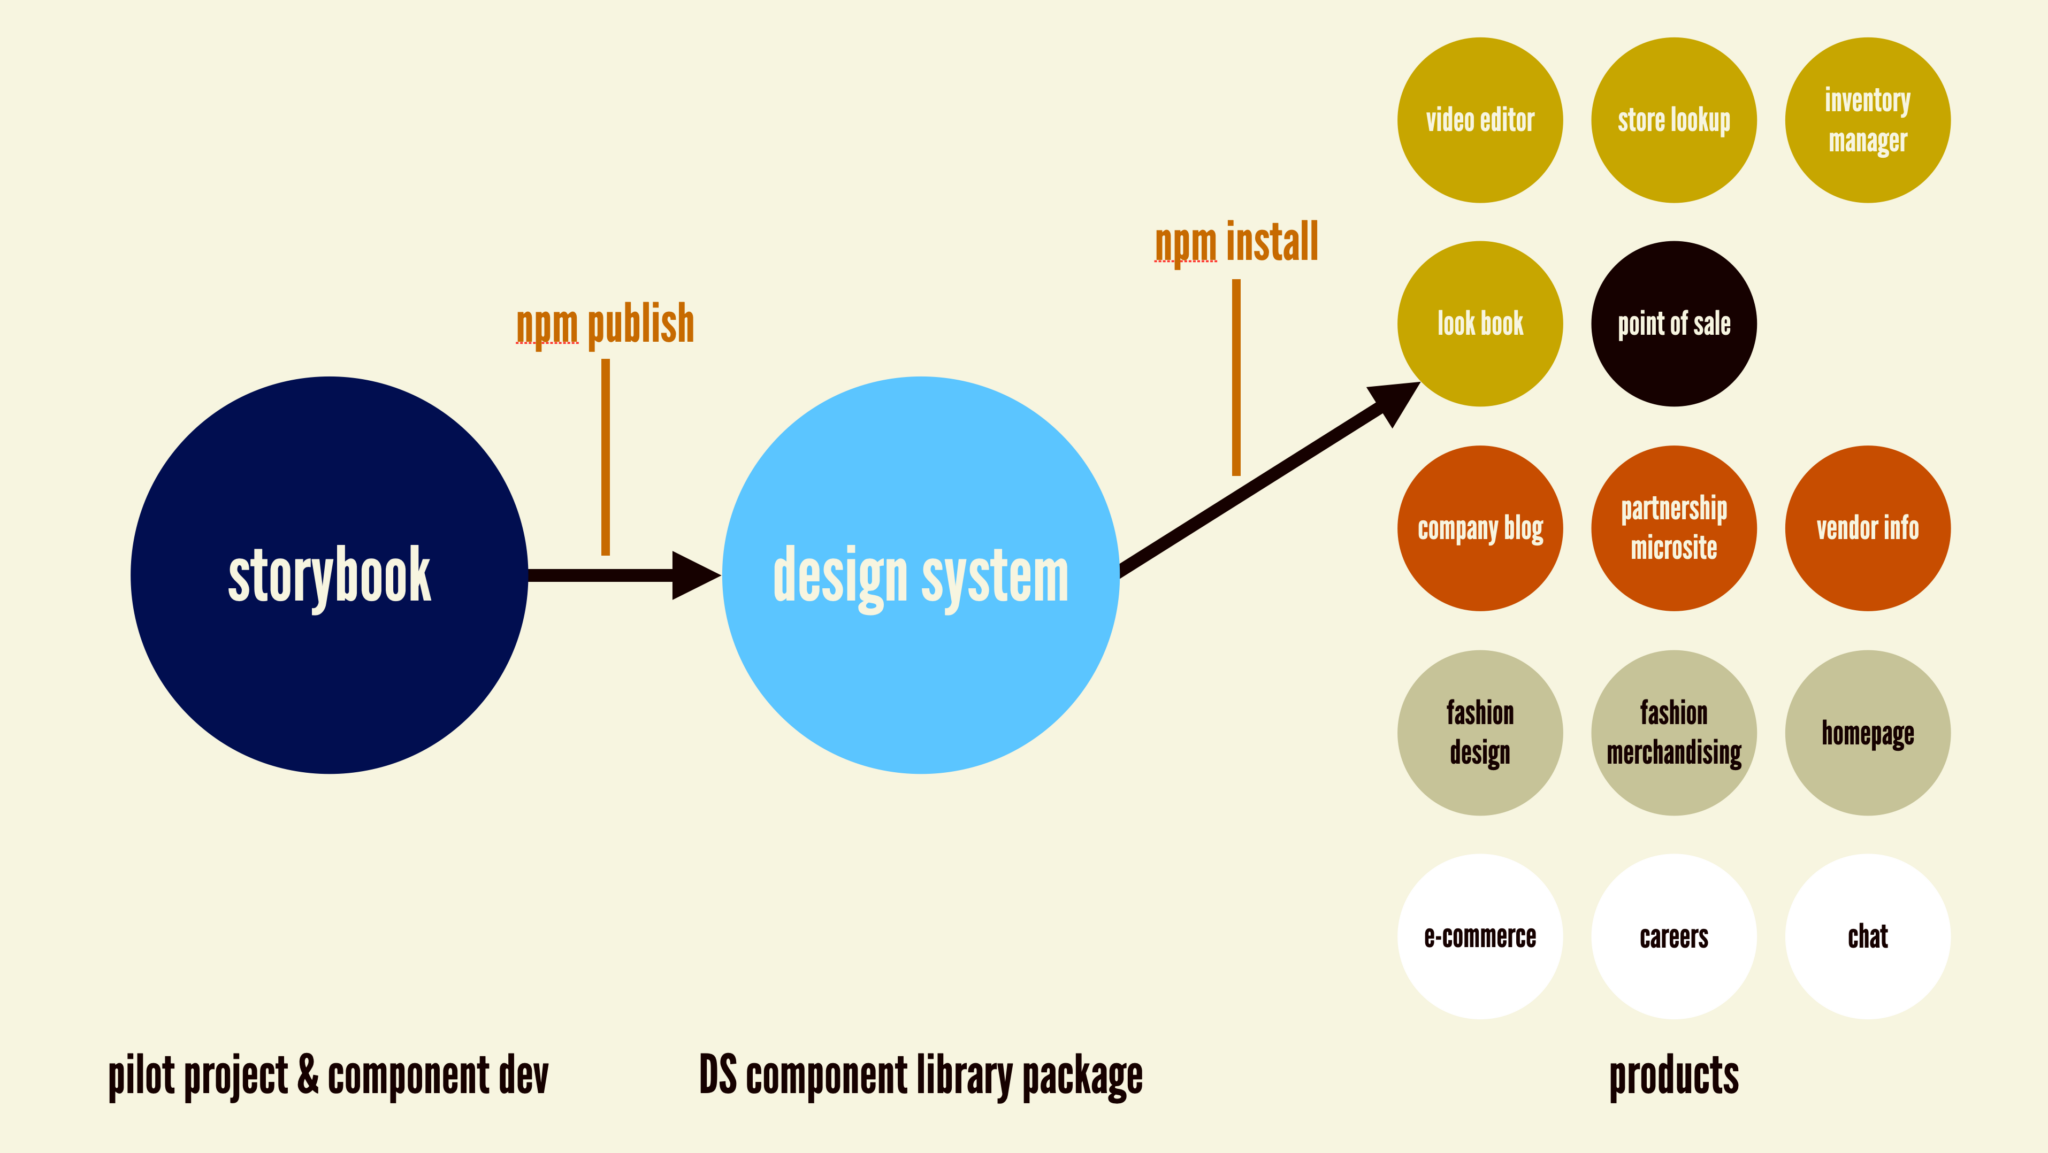 video editor
store lookup
inventory
manager
npm install
npm publish
look book
point of sale
storybook
design system
company blog
partnership
microsite
vendor info
fashion
design
fashion
merchandising
homepage
e-commerce
careers
chat
pilot project & component dev
DS component library package
products